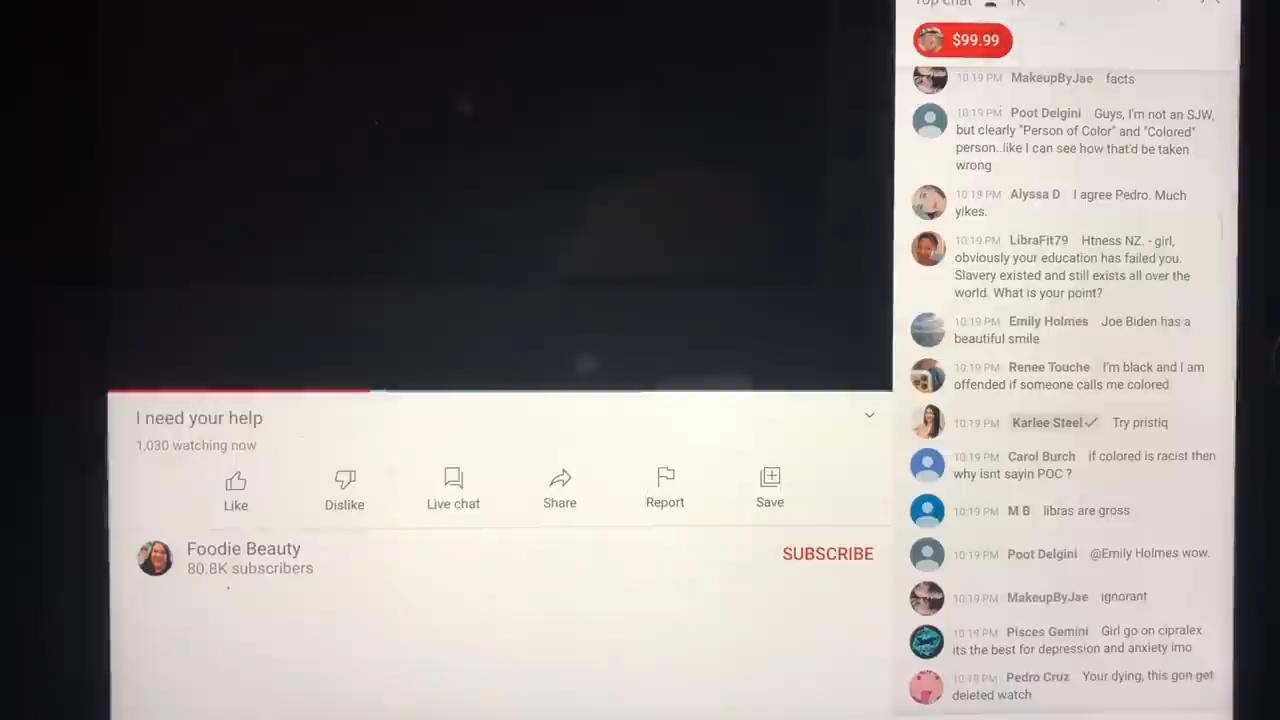 Top chat 1K
$99.99
10:19 PM MakeupByJae facts
10:19 PM Poot Delgini Guys, I'm not an SJW,
but clearly "Person of Color" and "Colored"
person..like I can see how that'd be taken
wrong
10:19 PM Alyssa D I agree Pedro. Much
yikes.
10:19 PM LibraFit79 Htness NZ. - girl,
obviously your education has failed you.
Slavery existed and still exists all over the
world. What is your point?
10:19 PM Emily Holmes Joe Biden has a
beautiful smile
10:19 PM Renee Touche I'm black and I am
offended if someone calls me colored
10:19 PM Karlee Steel Try pristiq
10:19 PM Carol Burch if colored is racist then
why isnt sayin POC ?
10:19 PM M B libras are gross
10:19 PM Poot Delgini @Emily Holmes wow.
10:19 PM MakeupByJae ignorant
10:19 PM Pisces Gemini Girl go on cipralex
its the best for depression and anxiety imo
10:19 PM Pedro Cruz Your dying, this gon get
deleted watch
I need your help
1,030 watching now
Like Dislike Live chat Share Report Save
Foodie Beauty
80.8K subscribers
SUBSCRIBE